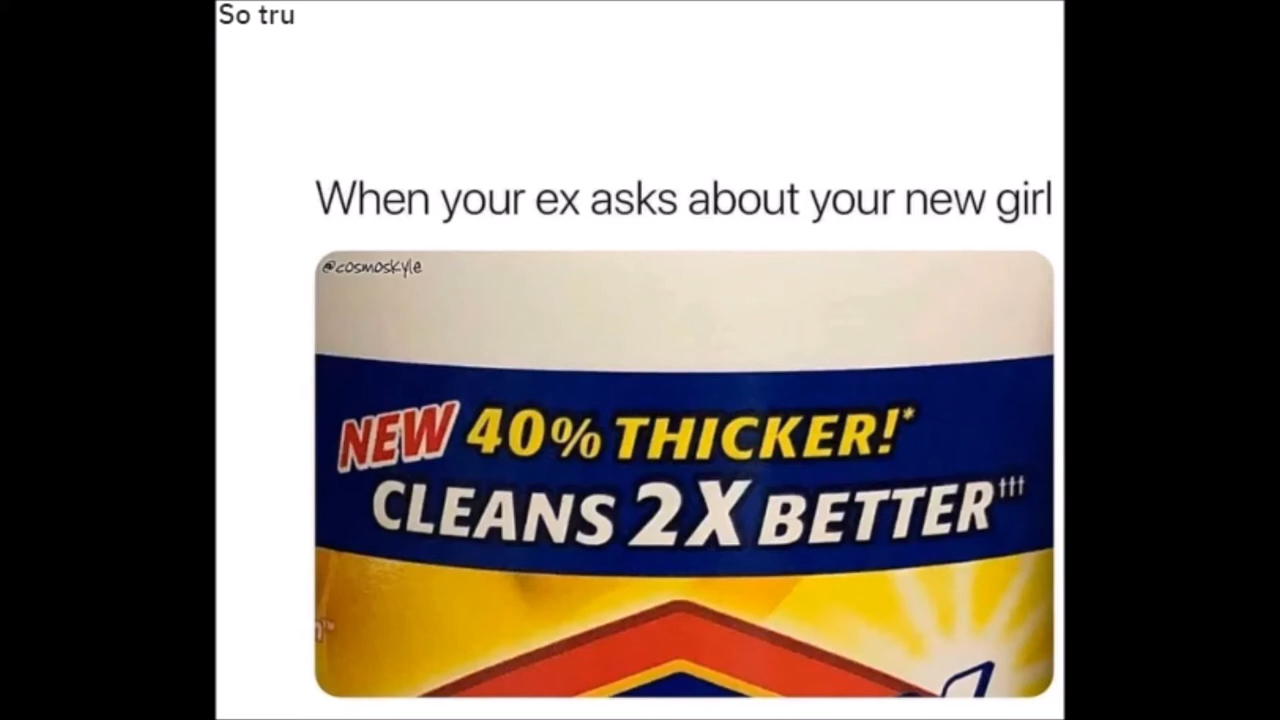 So tru
When your ex asks about your new girl
@cosmoskyle
NEW 40% THICKER!*
CLEANS 2X BETTER†††